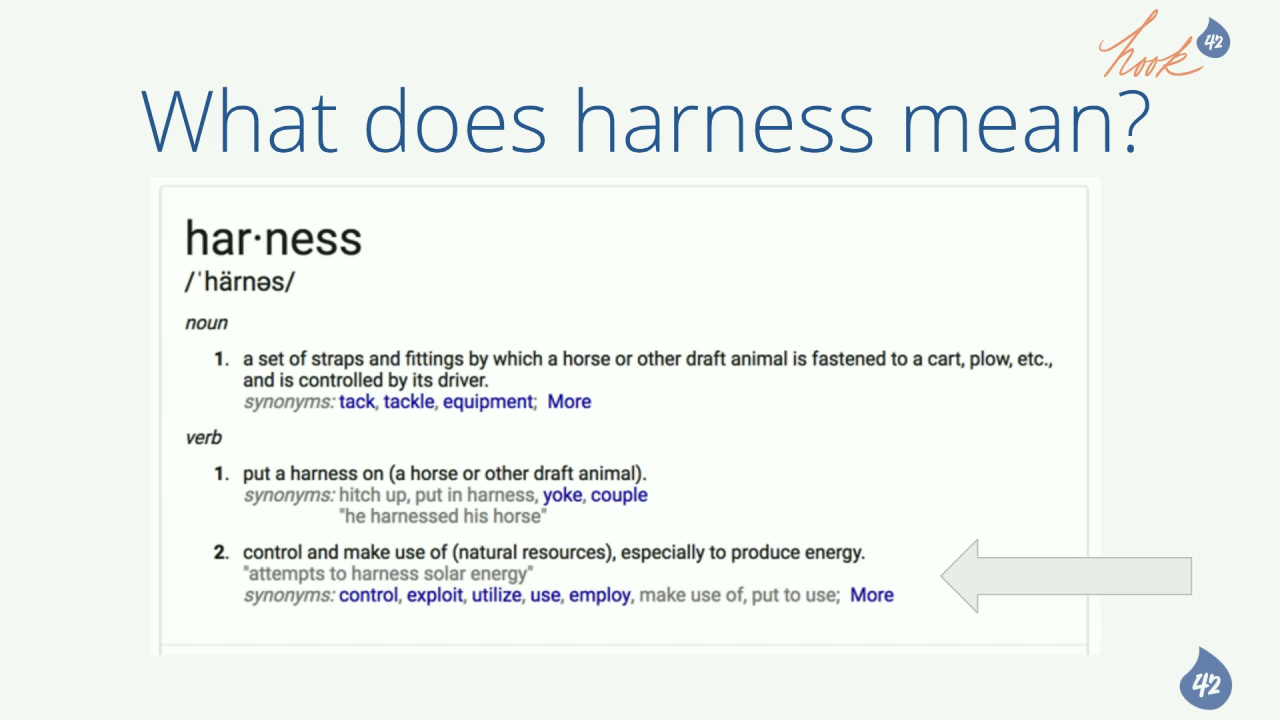 hook 42
What does harness mean?
har·ness
/ˈhärnəs/
noun
1. a set of straps and fittings by which a horse or other draft animal is fastened to a cart, plow, etc.,
and is controlled by its driver.
synonyms: tack, tackle, equipment; More
verb
1. put a harness on (a horse or other draft animal).
synonyms: hitch up, put in harness, yoke, couple
"he harnessed his horse"
2. control and make use of (natural resources), especially to produce energy.
"attempts to harness solar energy"
synonyms: control, exploit, utilize, use, employ, make use of, put to use; More
42